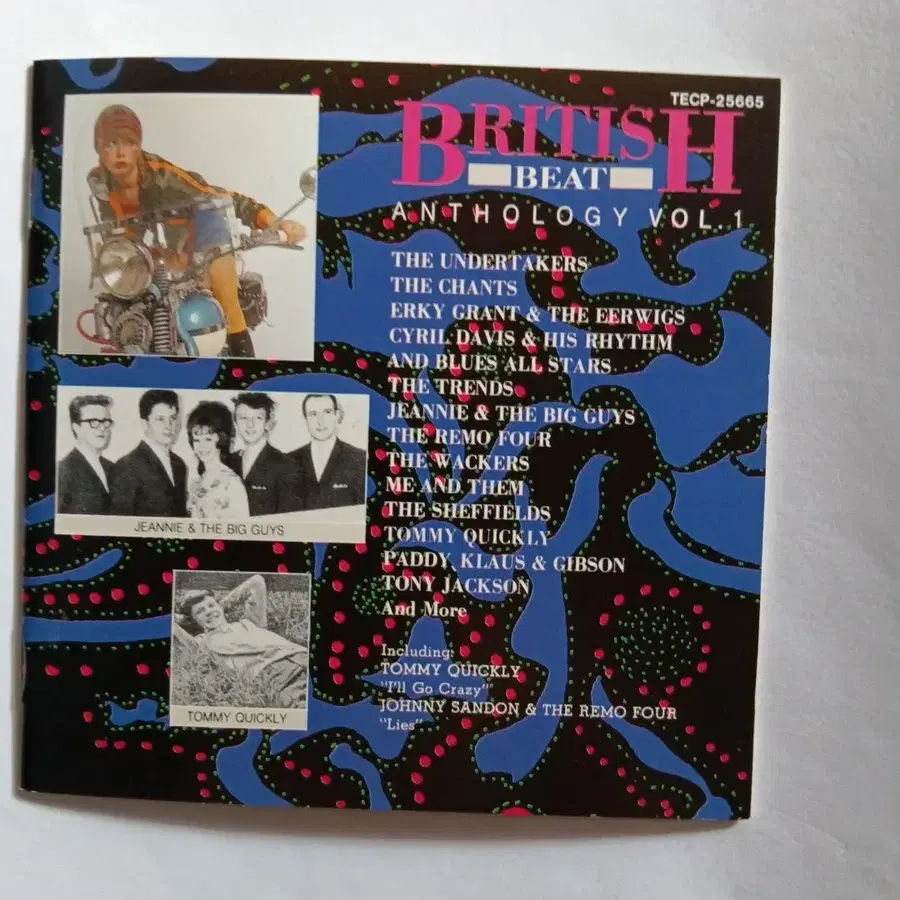 TECP-25665
BRITISH
BEAT
ANTHOLOGY VOL.1
THE UNDERTAKERS
THE CHANTS
ERKY GRANT & THE EERWIGS
CYRIL DAVIS & HIS RHYTHM
AND BLUES ALL STARS
THE TRENDS
JEANNIE & THE BIG GUYS
THE REMO FOUR
THE WACKERS
ME AND THEM
THE SHEFFIELDS
TOMMY QUICKLY
PADDY, KLAUS & GIBSON
TONY JACKSON
And More
Including:
TOMMY QUICKLY
"I'll Go Crazy"
JOHNNY SANDON & THE REMO FOUR
"Lies"
JEANNIE & THE BIG GUYS
TOMMY QUICKLY